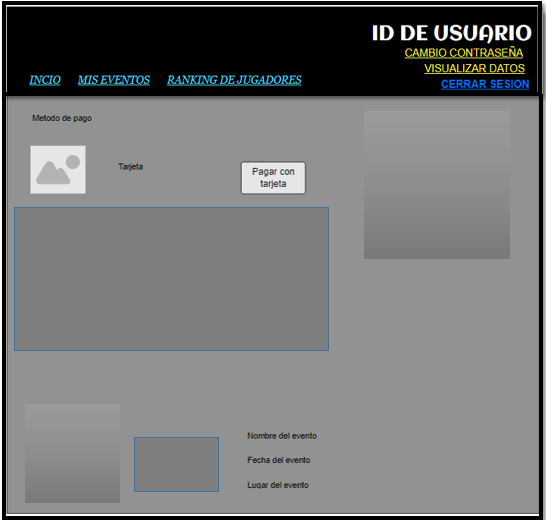 ID DE USUARIO
CAMBIO CONTRASEÑA
VISUALIZAR DATOS
CERRAR SESION
INCIO MIS EVENTOS RANKING DE JUGADORES
Metodo de pago
Tarjeta
Pagar con
tarjeta
Nombre del evento
Fecha del evento
Lugar del evento